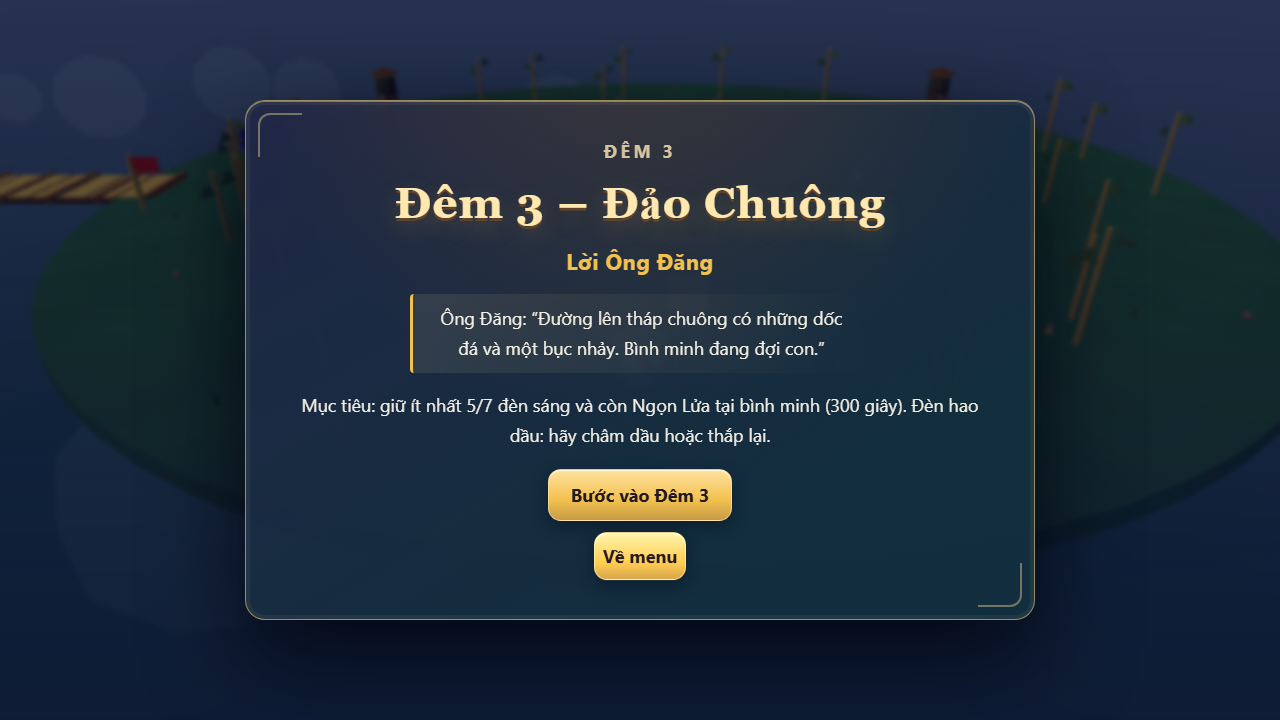 ĐÊM 3
Đêm 3 — Đảo Chuông
Lời Ông Đăng
Ông Đăng: “Đường lên tháp chuông có những dốc
đá và một bục nhảy. Bình minh đang đợi con.”
Mục tiêu: giữ ít nhất 5/7 đèn sáng và còn Ngọn Lửa tại bình minh (300 giây). Đèn hao
dầu: hãy châm dầu hoặc thắp lại.
Bước vào Đêm 3
Về menu